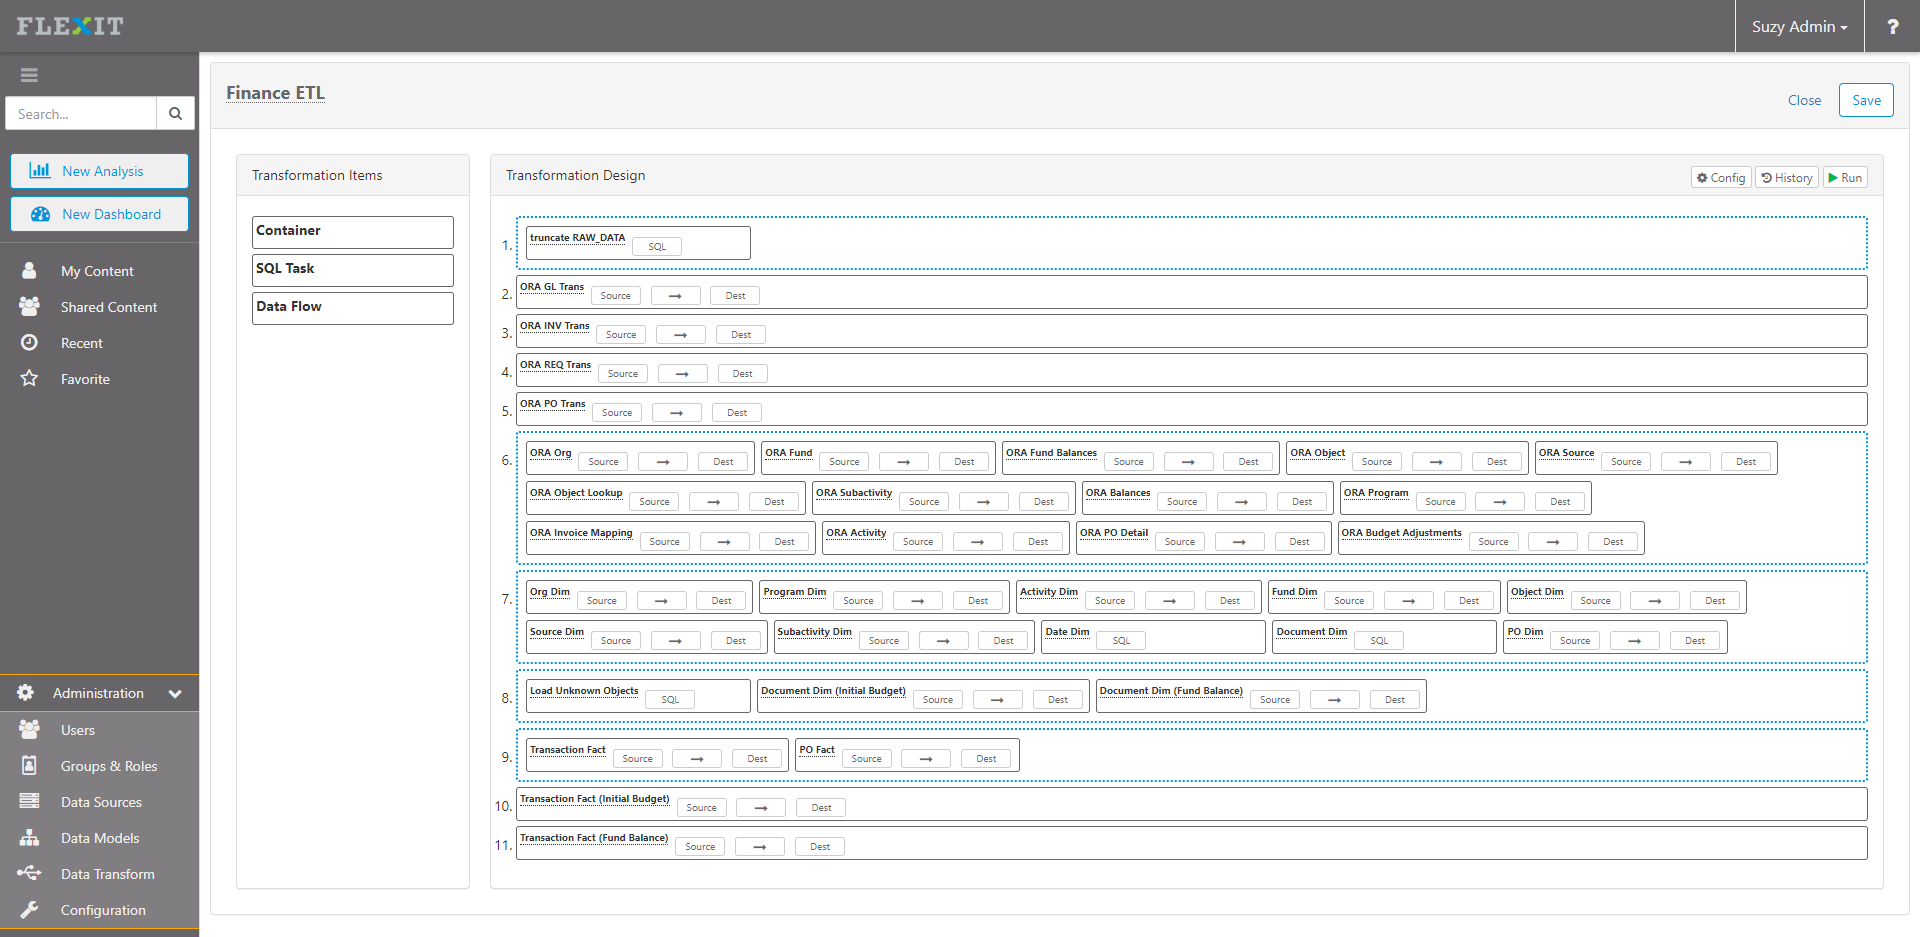 FLEXIT
Suzy Admin
?
Search...
New Analysis
New Dashboard
My Content
Shared Content
Recent
Favorite
Administration
Users
Groups & Roles
Data Sources
Data Models
Data Transform
Configuration
Finance ETL
Close Save
Transformation Items
Container
SQL Task
Data Flow
Transformation Design
Config History Run
1. truncate RAW_DATA SQL
2. ORA GL Trans Source → Dest
3. ORA INV Trans Source → Dest
4. ORA REQ Trans Source → Dest
5. ORA PO Trans Source → Dest
6. ORA Org Source → Dest ORA Fund Source → Dest ORA Fund Balances Source → Dest ORA Object Source → Dest ORA Source Source → Dest
ORA Object Lookup Source → Dest ORA Subactivity Source → Dest ORA Balances Source → Dest ORA Program Source → Dest
ORA Invoice Mapping Source → Dest ORA Activity Source → Dest ORA PO Detail Source → Dest ORA Budget Adjustments Source → Dest
7. Org Dim Source → Dest Program Dim Source → Dest Activity Dim Source → Dest Fund Dim Source → Dest Object Dim Source → Dest
Source Dim Source → Dest Subactivity Dim Source → Dest Date Dim SQL Document Dim SQL PO Dim Source → Dest
8. Load Unknown Objects SQL Document Dim (Initial Budget) Source → Dest Document Dim (Fund Balance) Source → Dest
9. Transaction Fact Source → Dest PO Fact Source → Dest
10. Transaction Fact (Initial Budget) Source → Dest
11. Transaction Fact (Fund Balance) Source → Dest